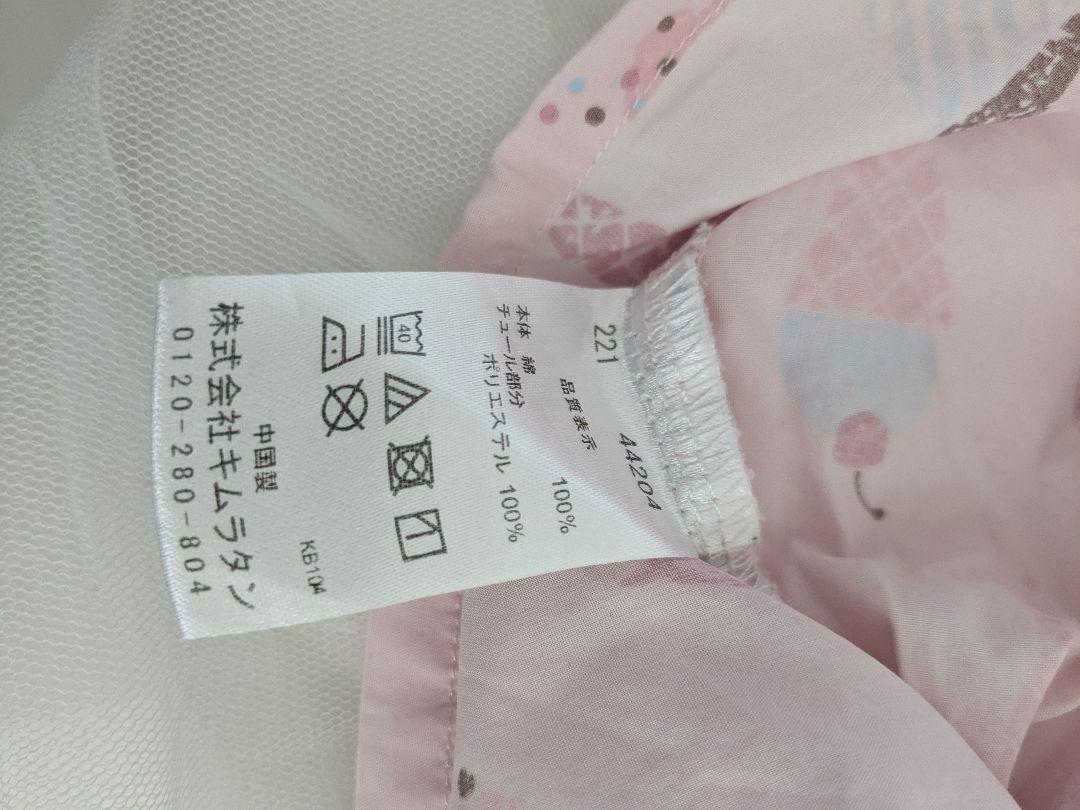 221 44204
品質表示
本体 綿 100%
チュール部分
ポリエステル 100%
40
KB104
中国製
株式会社キムラタン
0120-280-804